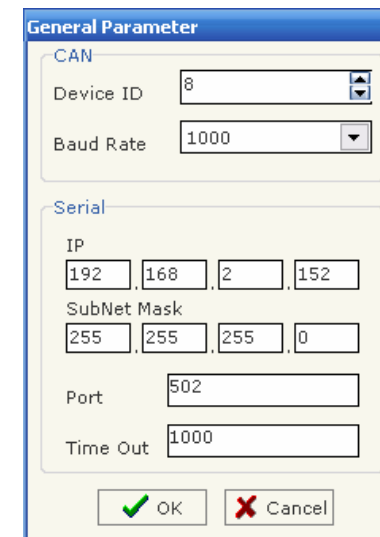 General Parameter
CAN
Device ID 8
Baud Rate 1000
Serial
IP
192 . 168 . 2 . 152
SubNet Mask
255 . 255 . 255 . 0
Port 502
Time Out 1000
OK Cancel